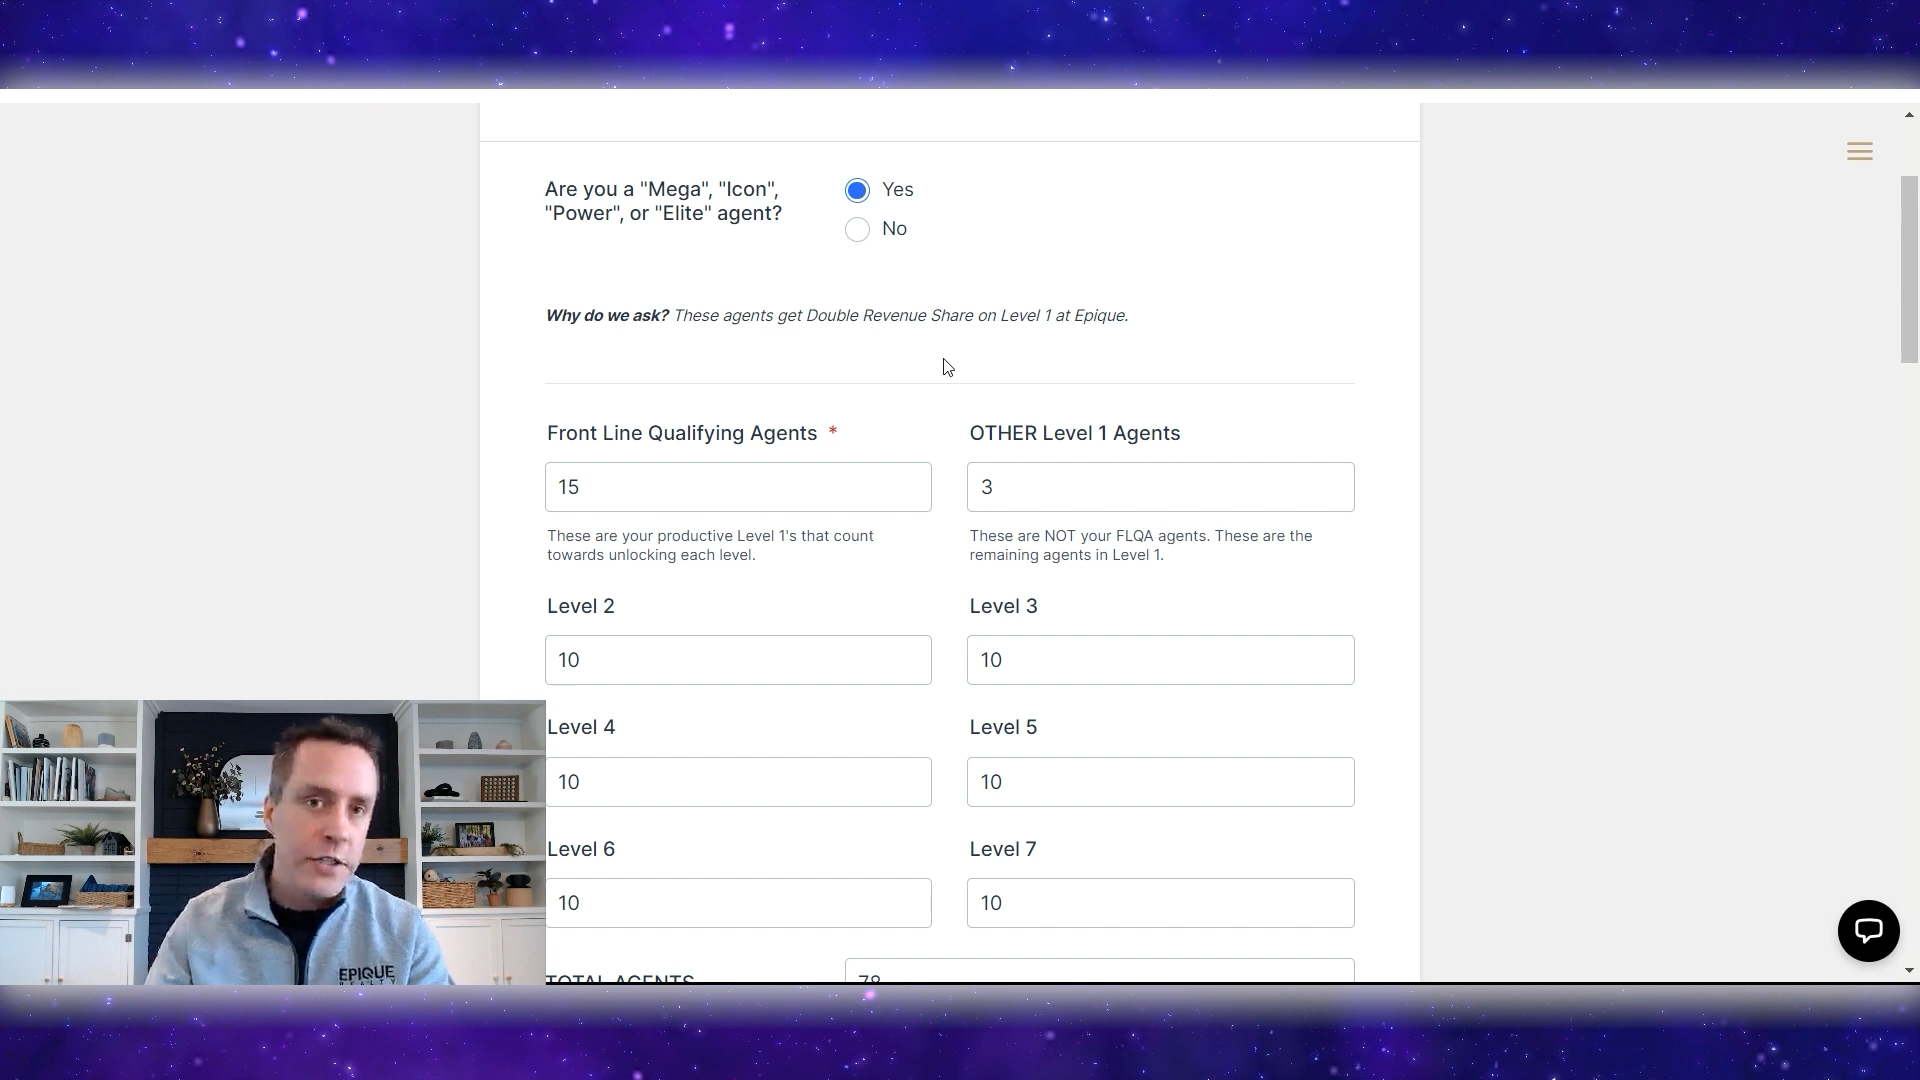 Are you a "Mega", "Icon",
"Power", or "Elite" agent?
Yes
No
Why do we ask? These agents get Double Revenue Share on Level 1 at Epique.
Front Line Qualifying Agents *
OTHER Level 1 Agents
15
3
These are your productive Level 1's that count
towards unlocking each level.
These are NOT your FLQA agents. These are the
remaining agents in Level 1.
Level 2
Level 3
10
10
Level 4
Level 5
10
10
Level 6
Level 7
10
10
TOTAL AGENTS
78
EPIQUE
REALTY